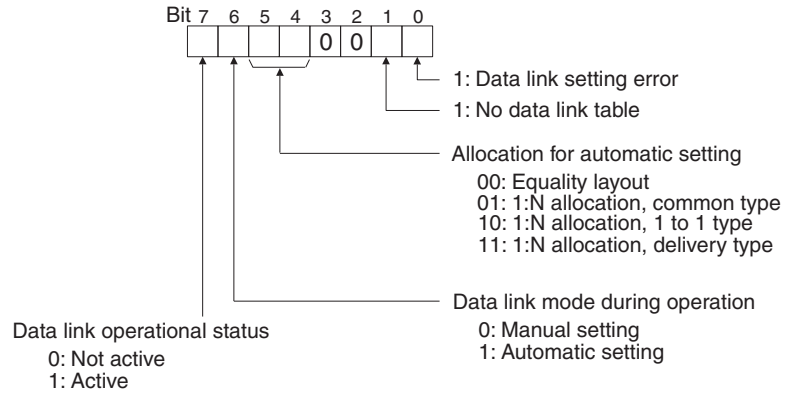 Bit 7 6 5 4 3 2 1 0
0 0
1: Data link setting error
1: No data link table
Allocation for automatic setting
00: Equality layout
01: 1:N allocation, common type
10: 1:N allocation, 1 to 1 type
11: 1:N allocation, delivery type
Data link mode during operation
0: Manual setting
1: Automatic setting
Data link operational status
0: Not active
1: Active